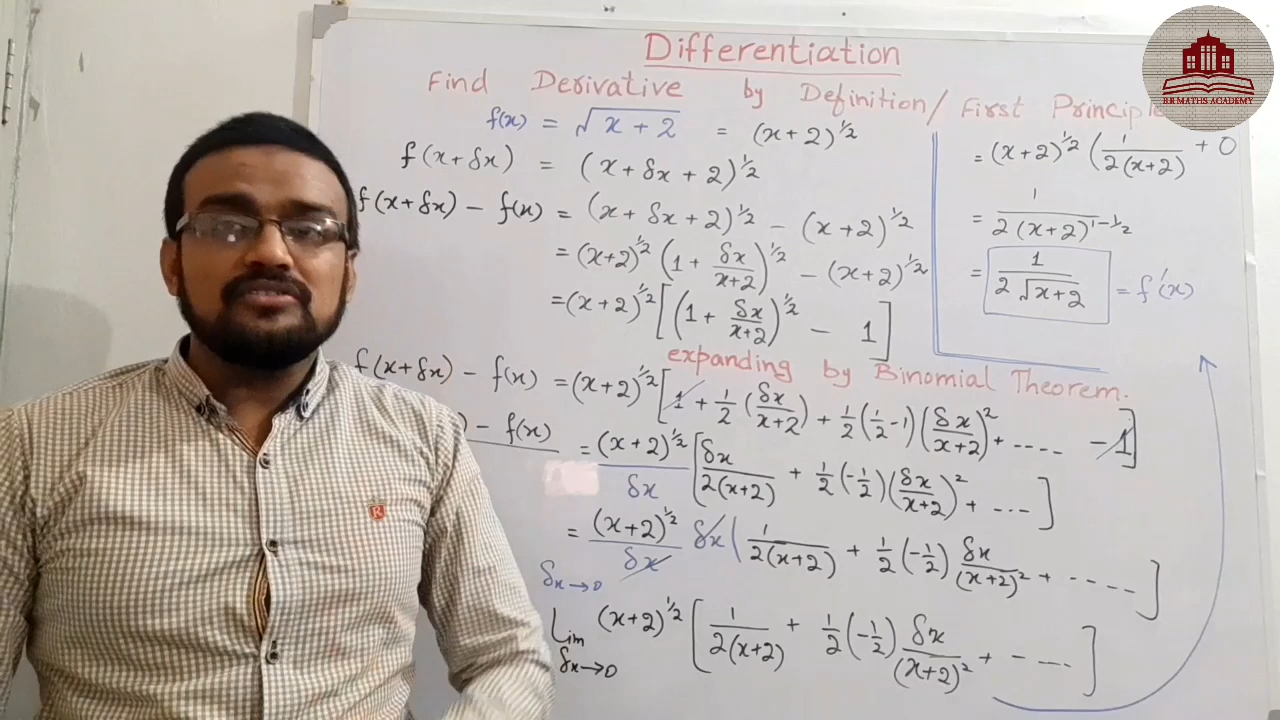 Differentiation
Find Derivative by Definition / First Principle
f(x) = √(x + 2) = (x+2)^½
f(x+δx) = (x+δx+2)^½
f(x+δx) - f(x) = (x+δx+2)^½ - (x+2)^½
= (x+2)^½ (1 + δx/(x+2))^½ - (x+2)^½
= (x+2)^½ [(1 + δx/(x+2))^½ - 1]
expanding by Binomial Theorem.
f(x+δx) - f(x) = (x+2)^½ [1 + ½ (δx/(x+2)) + ½(½-1)(δx/(x+2))² + .... - 1]
) - f(x) = (x+2)^½/δx [δx/(2(x+2)) + ½(-½)(δx/(x+2))² + ....]
= (x+2)^½/δx δx (1/(2(x+2)) + ½(-½) δx/(x+2)² + .....]
δx→0
Lim δx→0 (x+2)^½ [1/(2(x+2)) + ½(-½) δx/(x+2)² + .....]
= (x+2)^½ (1/(2(x+2)) + 0
= 1/(2(x+2)^(1-½))
= 1/(2√(x+2)) = f'(x)
R.R MATHS ACADEMY
R